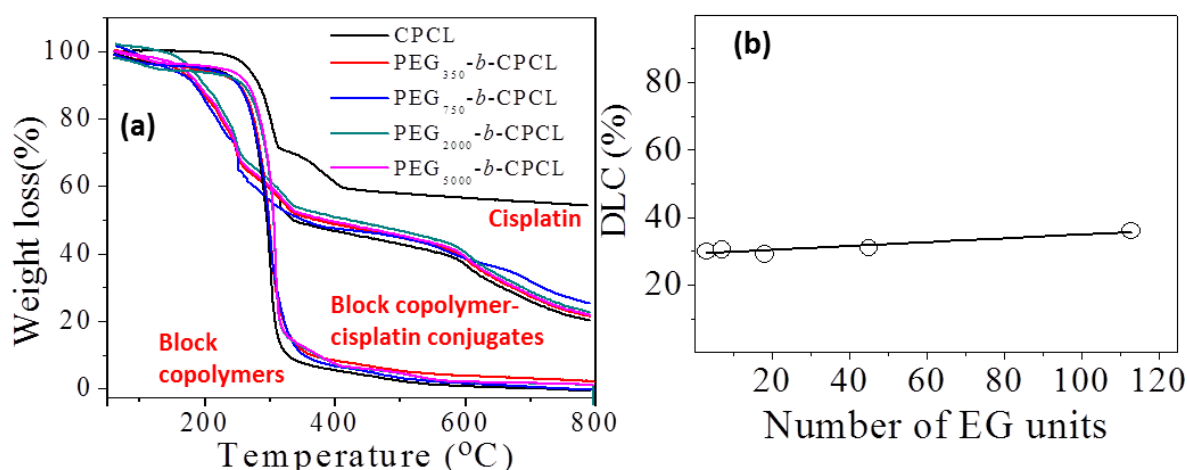 (a)
Weight loss(%)
100
80
60
40
20
0
CPCL
PEG350-b-CPCL
PEG750-b-CPCL
PEG2000-b-CPCL
PEG5000-b-CPCL
Cisplatin
Block copolymer-
cisplatin conjugates
Block
copolymers
200
400
600
800
Temperature (°C)
(b)
DLC (%)
80
60
40
20
20
40
60
80
100
120
Number of EG units